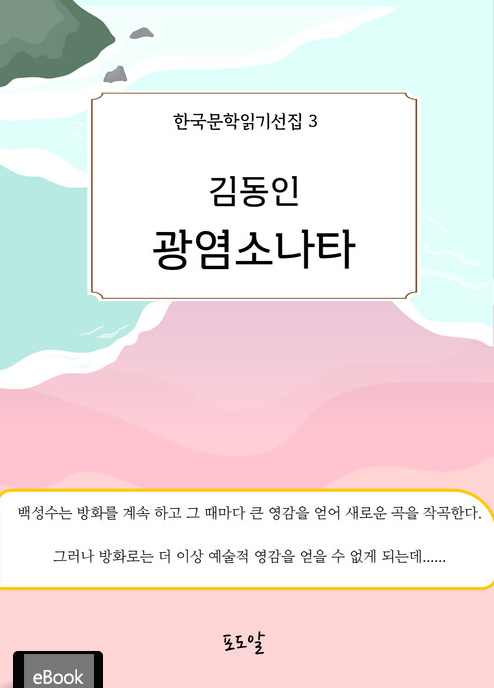 한국문학읽기선집 3
김동인
광염소나타
백성수는 방화를 계속 하고 그 때마다 큰 영감을 얻어 새로운 곡을 작곡한다.
그러나 방화로는 더 이상 예술적 영감을 얻을 수 없게 되는데......
포도알
eBook